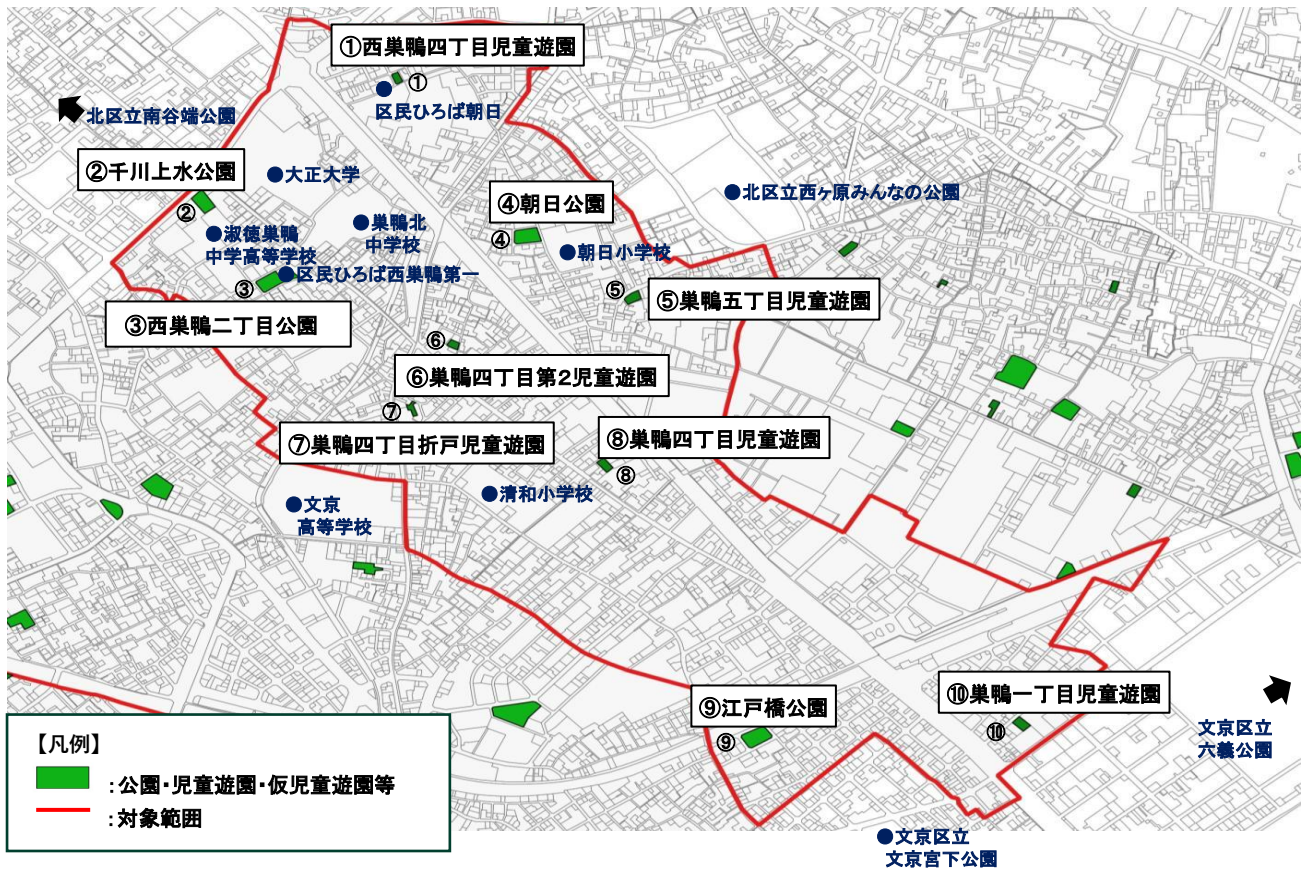 ①西巣鴨四丁目児童遊園
①
区民ひろば朝日
北区立南谷端公園
②千川上水公園
大正大学
②
淑徳巣鴨
中学高等学校
巣鴨北
中学校
④朝日公園
④
北区立西ヶ原みんなの公園
朝日小学校
区民ひろば西巣鴨第一
③
⑤
⑤巣鴨五丁目児童遊園
③西巣鴨二丁目公園
⑥
⑥巣鴨四丁目第2児童遊園
⑦
⑦巣鴨四丁目折戸児童遊園
⑧巣鴨四丁目児童遊園
⑧
清和小学校
文京
高等学校
⑨江戸橋公園
⑨
⑩巣鴨一丁目児童遊園
⑩
文京区立
六義公園
【凡例】
:公園・児童遊園・仮児童遊園等
:対象範囲
文京区立
文京宮下公園